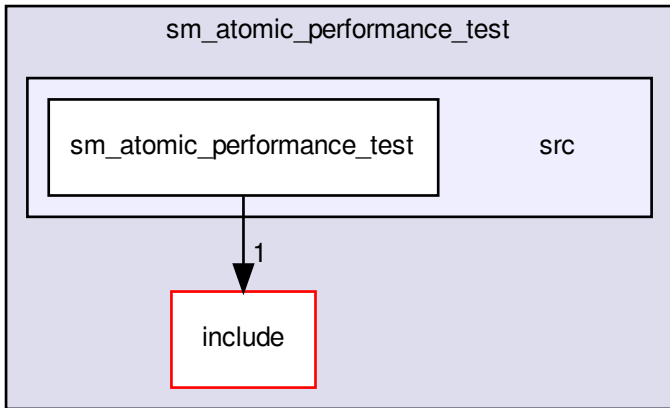 sm_atomic_performance_test
sm_atomic_performance_test
src
1
include